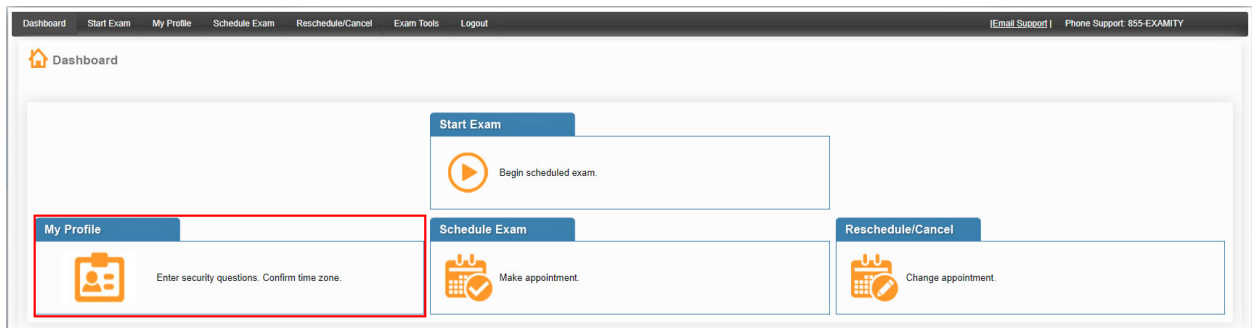 Dashboard Start Exam My Profile Schedule Exam Reschedule/Cancel Exam Tools Logout |Email Support| Phone Support: 855-EXAMITY
Dashboard
Start Exam
Begin scheduled exam.
My Profile
Enter security questions. Confirm time zone.
Schedule Exam
Make appointment.
Reschedule/Cancel
Change appointment.